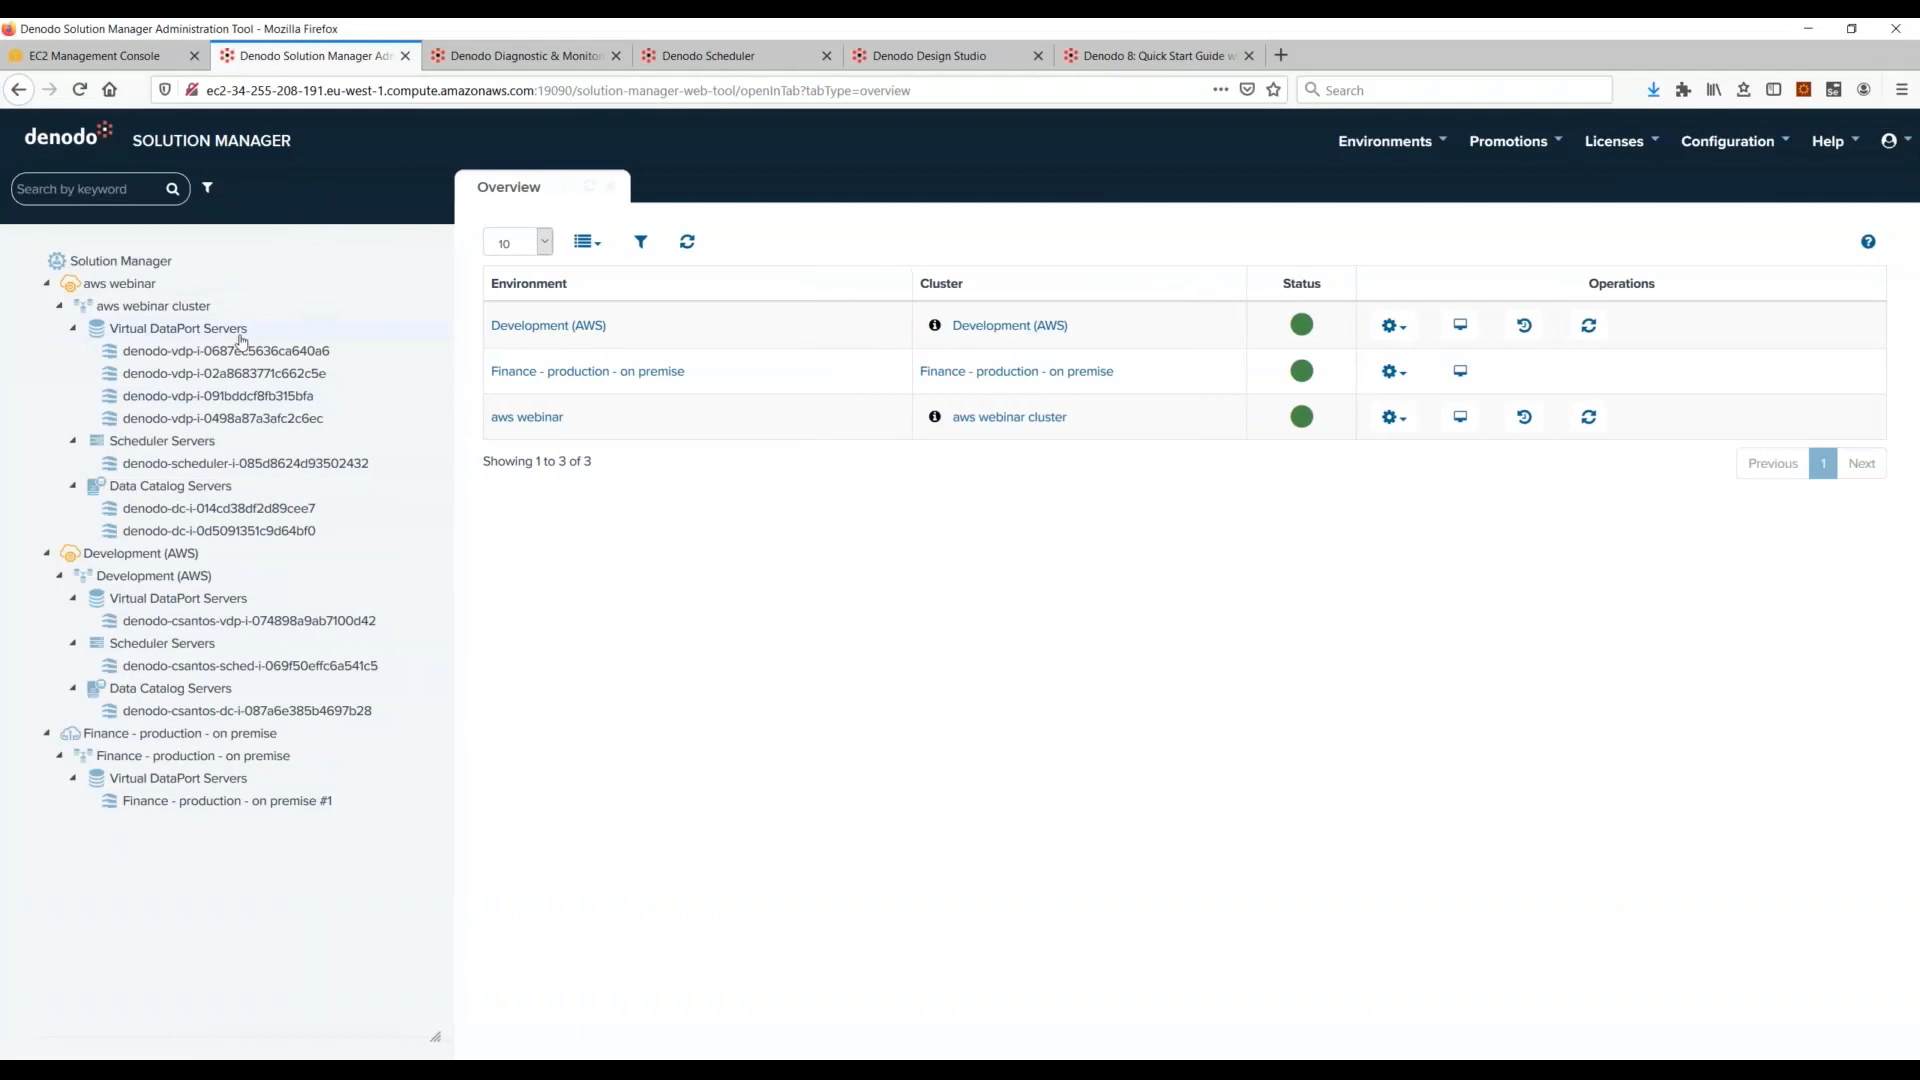 Denodo Solution Manager Administration Tool - Mozilla Firefox
EC2 Management Console
Denodo Solution Manager Ad
Denodo Diagnostic & Monitor
Denodo Scheduler
Denodo Design Studio
Denodo 8: Quick Start Guide w
ec2-34-255-208-191.eu-west-1.compute.amazonaws.com:19090/solution-manager-web-tool/openInTab?tabType=overview
Search
denodo SOLUTION MANAGER
Environments
Promotions
Licenses
Configuration
Help
Search by keyword
Overview
Solution Manager
aws webinar
aws webinar cluster
Virtual DataPort Servers
denodo-vdp-i-0687ec5636ca640a6
denodo-vdp-i-02a8683771c662c5e
denodo-vdp-i-091bddcf8fb315bfa
denodo-vdp-i-0498a87a3afc2c6ec
Scheduler Servers
denodo-scheduler-i-085d8624d93502432
Data Catalog Servers
denodo-dc-i-014cd38df2d89cee7
denodo-dc-i-0d5091351c9d64bf0
Development (AWS)
Development (AWS)
Virtual DataPort Servers
denodo-csantos-vdp-i-074898a9ab7100d42
Scheduler Servers
denodo-csantos-sched-i-069f50effc6a541c5
Data Catalog Servers
denodo-csantos-dc-i-087a6e385b4697b28
Finance - production - on premise
Finance - production - on premise
Virtual DataPort Servers
Finance - production - on premise #1
10
Environment Cluster Status Operations
Development (AWS) Development (AWS)
Finance - production - on premise Finance - production - on premise
aws webinar aws webinar cluster
Showing 1 to 3 of 3
Previous 1 Next